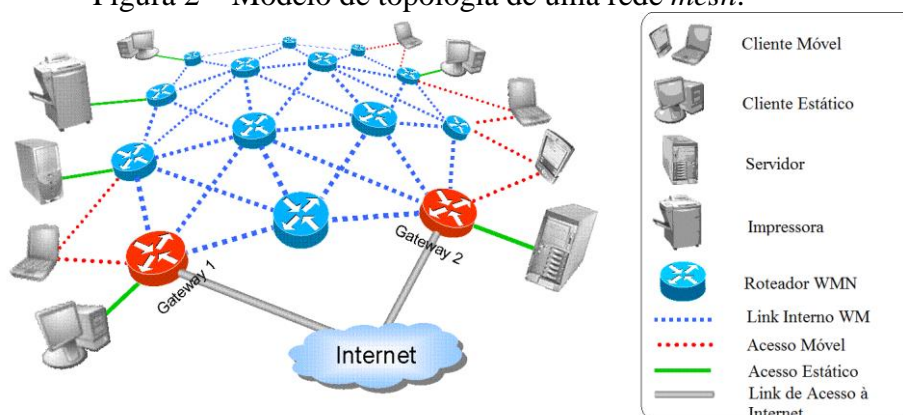 Figura 2 – Modelo de topologia de uma rede mesh.
Gateway 1
Gateway 2
Internet
Cliente Móvel
Cliente Estático
Servidor
Impressora
Roteador WMN
Link Interno WM
Acesso Móvel
Acesso Estático
Link de Acesso à
Internet